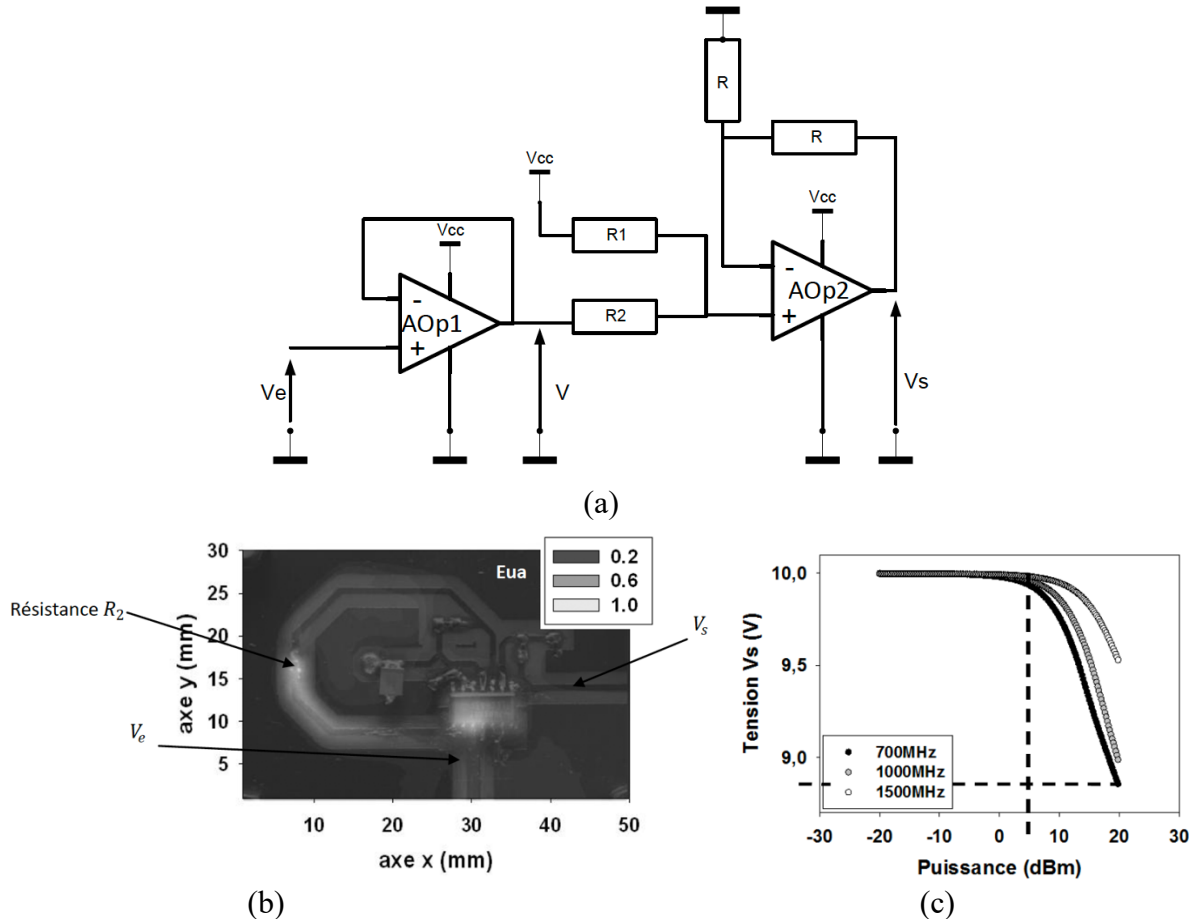 R
R
Vcc
Vcc
Vcc
R1
R2
-
AOp1
+
-
AOp2
+
Ve
V
Vs
(a)
30
25
20
15
10
5
axe y (mm)
10 20 30 40 50
axe x (mm)
Eua
0.2
0.6
1.0
Résistance R2
Ve
Vs
(b)
10,0
9,5
9,0
Tension Vs (V)
700MHz
1000MHz
1500MHz
-30 -20 -10 0 10 20 30
Puissance (dBm)
(c)